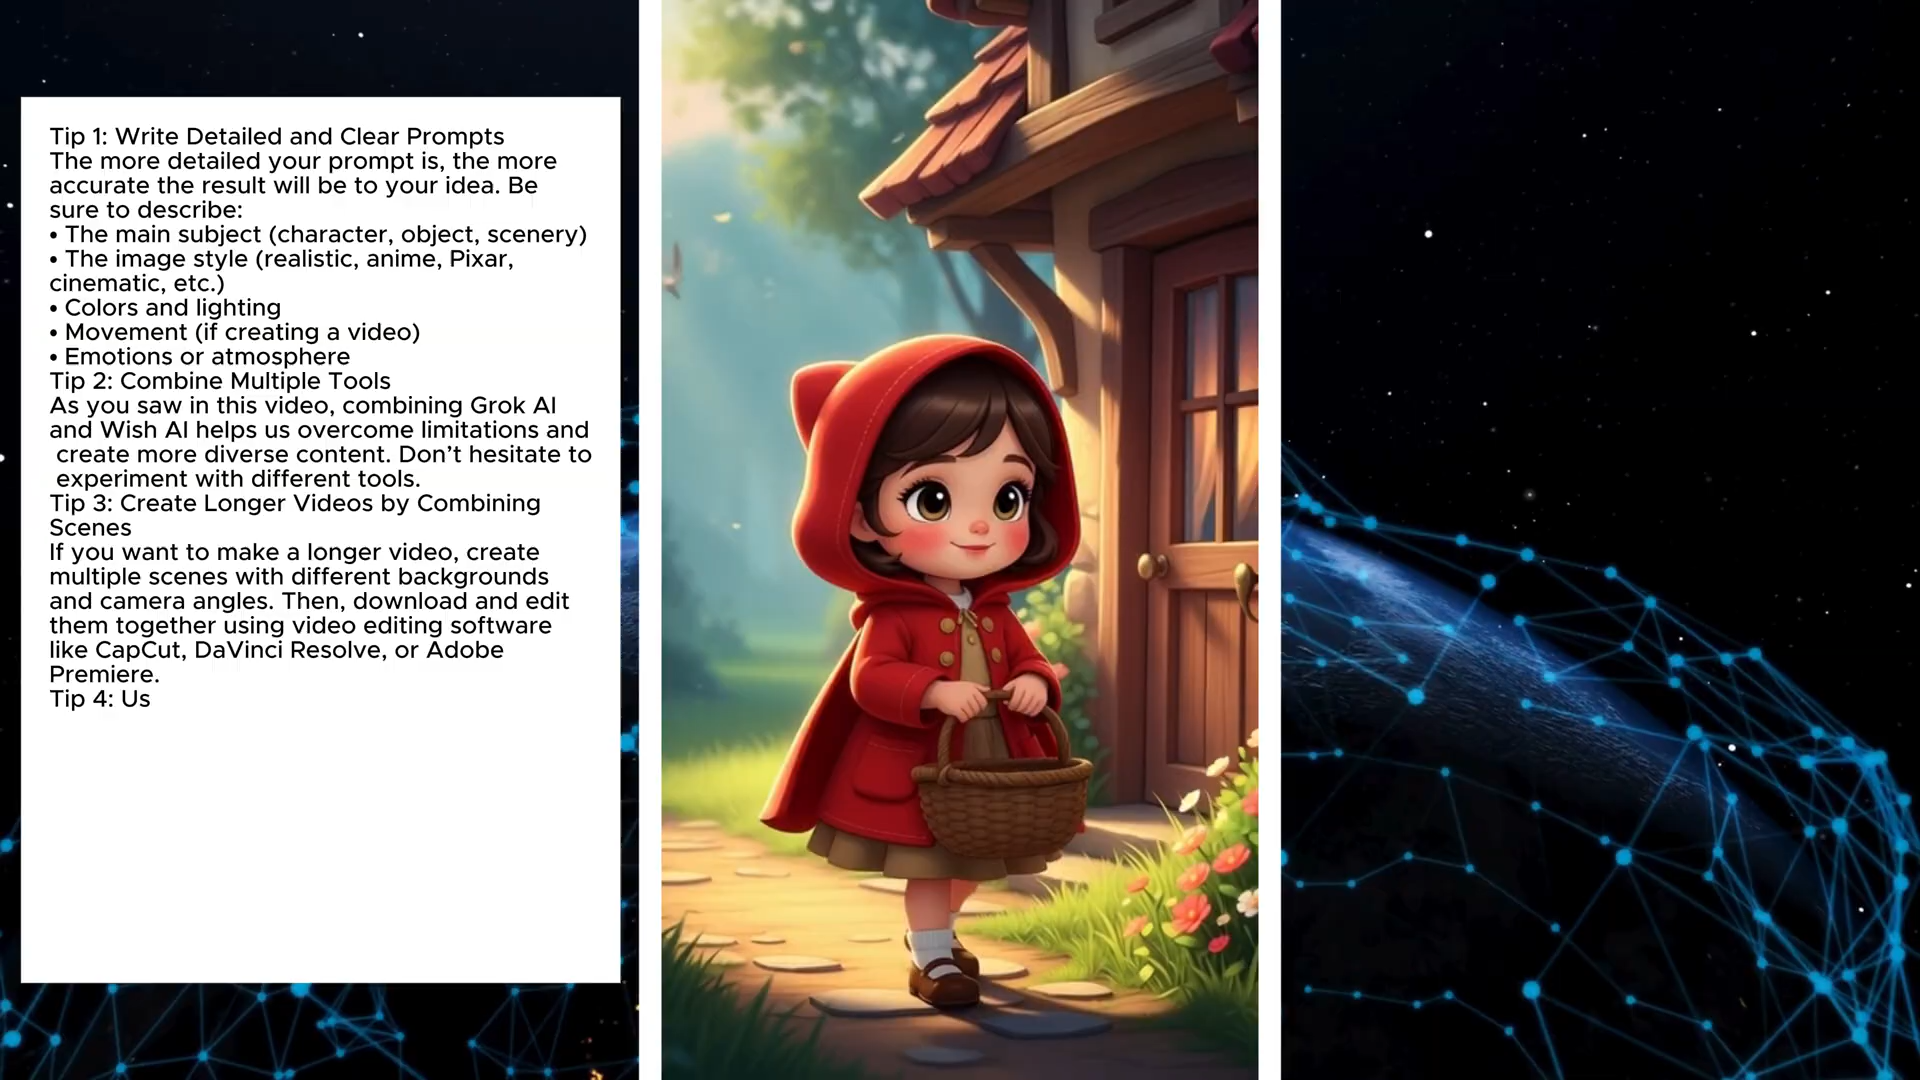 Tip 1: Write Detailed and Clear Prompts
The more detailed your prompt is, the more
accurate the result will be to your idea. Be
sure to describe:
• The main subject (character, object, scenery)
• The image style (realistic, anime, Pixar,
cinematic, etc.)
• Colors and lighting
• Movement (if creating a video)
• Emotions or atmosphere
Tip 2: Combine Multiple Tools
As you saw in this video, combining Grok AI
and Wish AI helps us overcome limitations and
create more diverse content. Don’t hesitate to
experiment with different tools.
Tip 3: Create Longer Videos by Combining
Scenes
If you want to make a longer video, create
multiple scenes with different backgrounds
and camera angles. Then, download and edit
them together using video editing software
like CapCut, DaVinci Resolve, or Adobe
Premiere.
Tip 4: Us